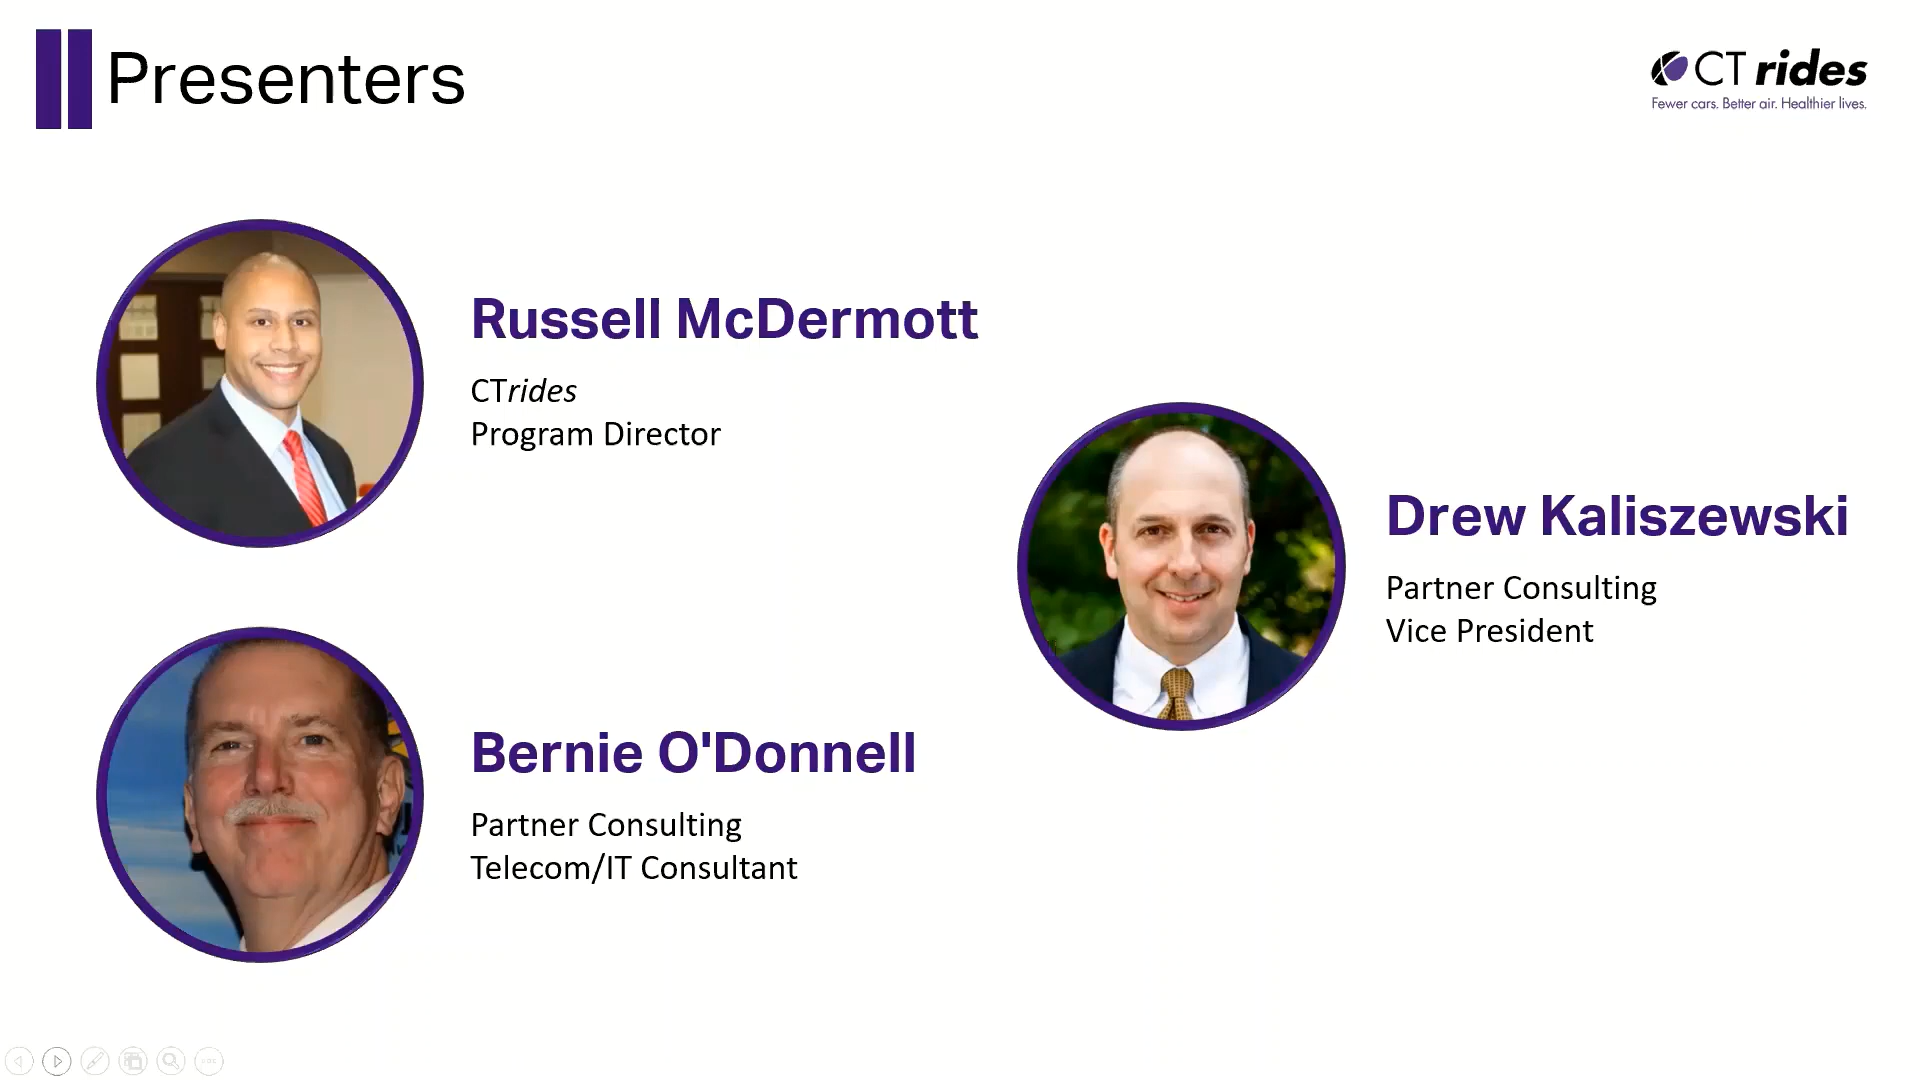 Presenters
CT rides
Fewer cars. Better air. Healthier lives.
Russell McDermott
CTrides
Program Director
Drew Kaliszewski
Partner Consulting
Vice President
Bernie O'Donnell
Partner Consulting
Telecom/IT Consultant